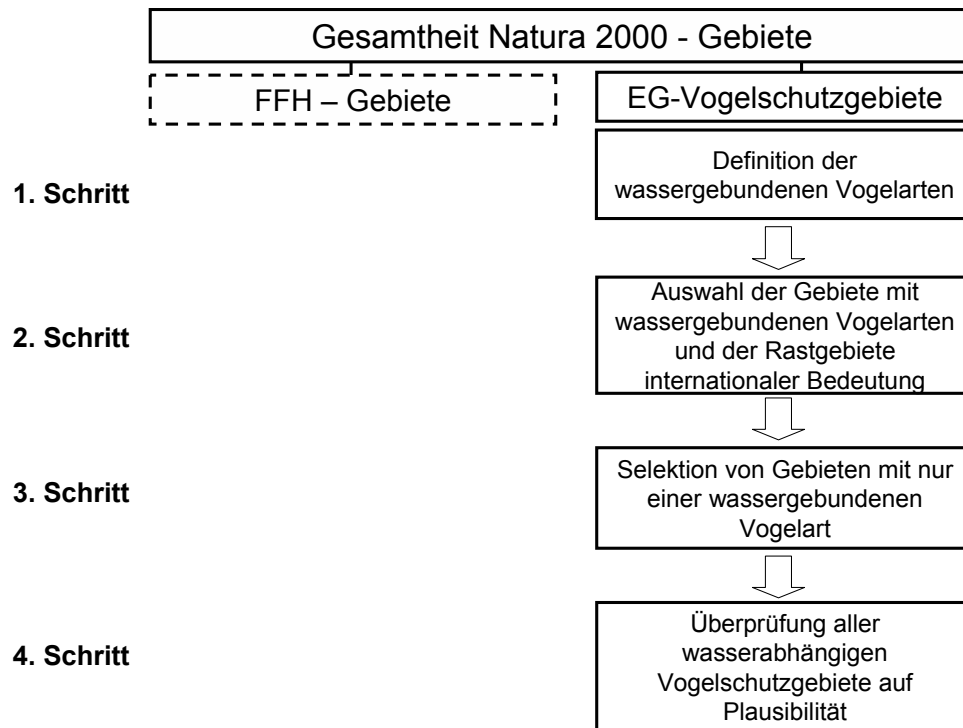 Gesamtheit Natura 2000 - Gebiete
FFH – Gebiete
EG-Vogelschutzgebiete
1. Schritt
Definition der
wassergebundenen Vogelarten
2. Schritt
Auswahl der Gebiete mit
wassergebundenen Vogelarten
und der Rastgebiete
internationaler Bedeutung
3. Schritt
Selektion von Gebieten mit nur
einer wassergebundenen
Vogelart
4. Schritt
Überprüfung aller
wasserabhängigen
Vogelschutzgebiete auf
Plausibilität